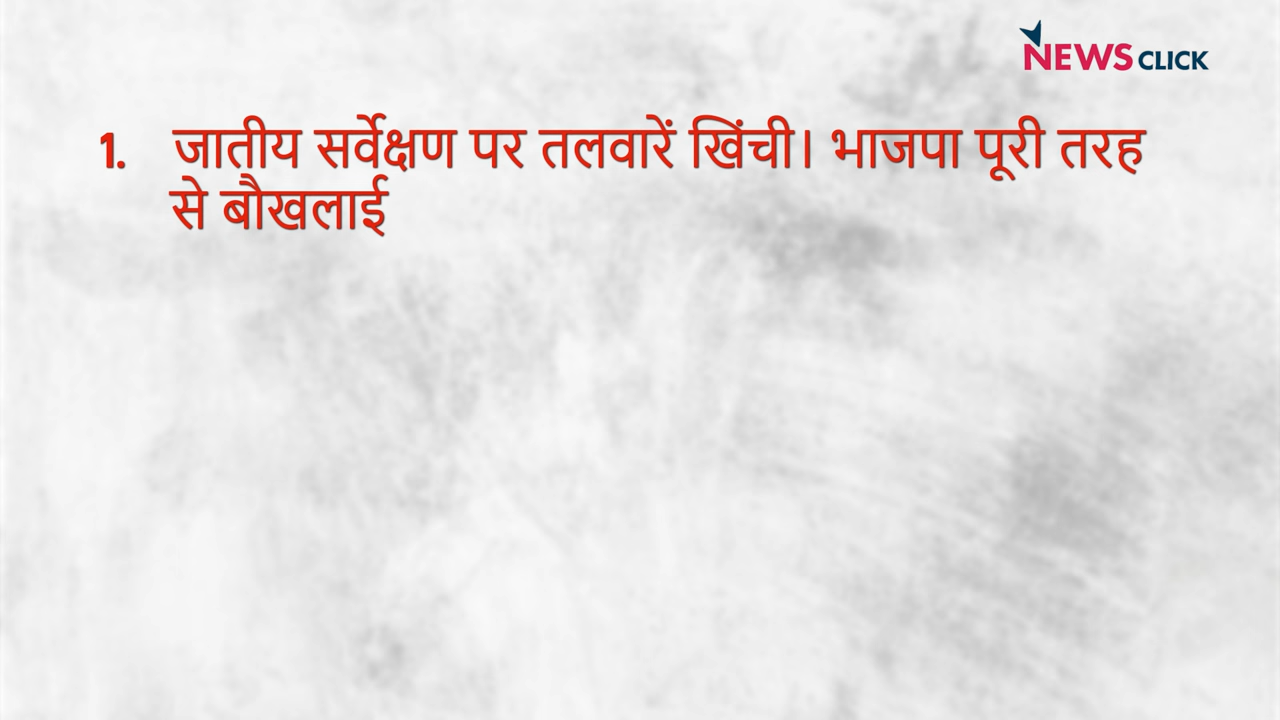 NEWS CLICK
1. जातीय सर्वेक्षण पर तलवारें खिंची। भाजपा पूरी तरह
से बौखलाई